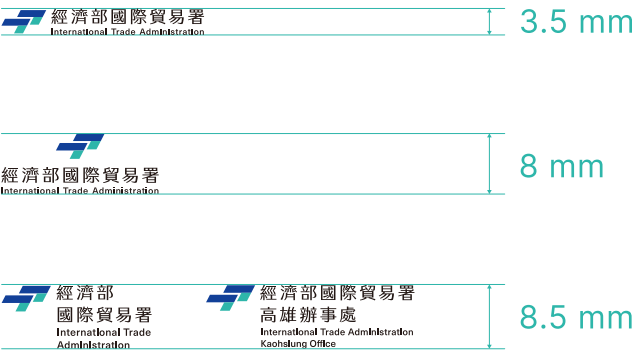 經濟部國際貿易署
International Trade Administration
3.5 mm
經濟部國際貿易署
International Trade Administration
8 mm
經濟部
國際貿易署
International Trade
Administration
經濟部國際貿易署
高雄辦事處
International Trade Administration
Kaohsiung Office
8.5 mm